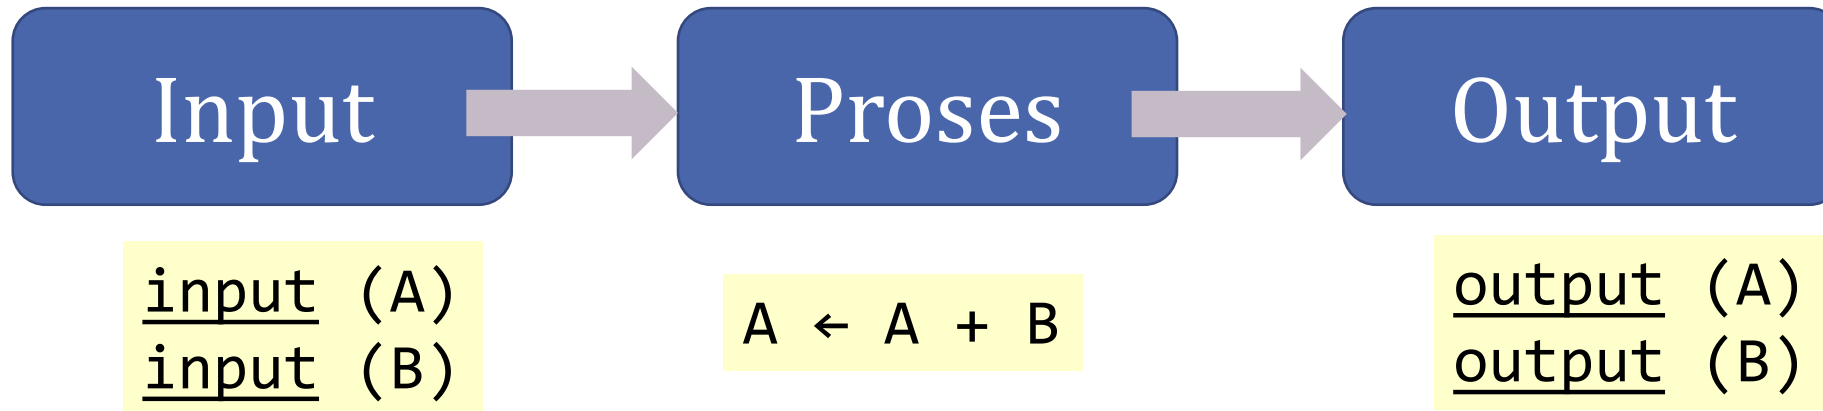 Input
Proses
Output
input (A)
input (B)
A ← A + B
output (A)
output (B)